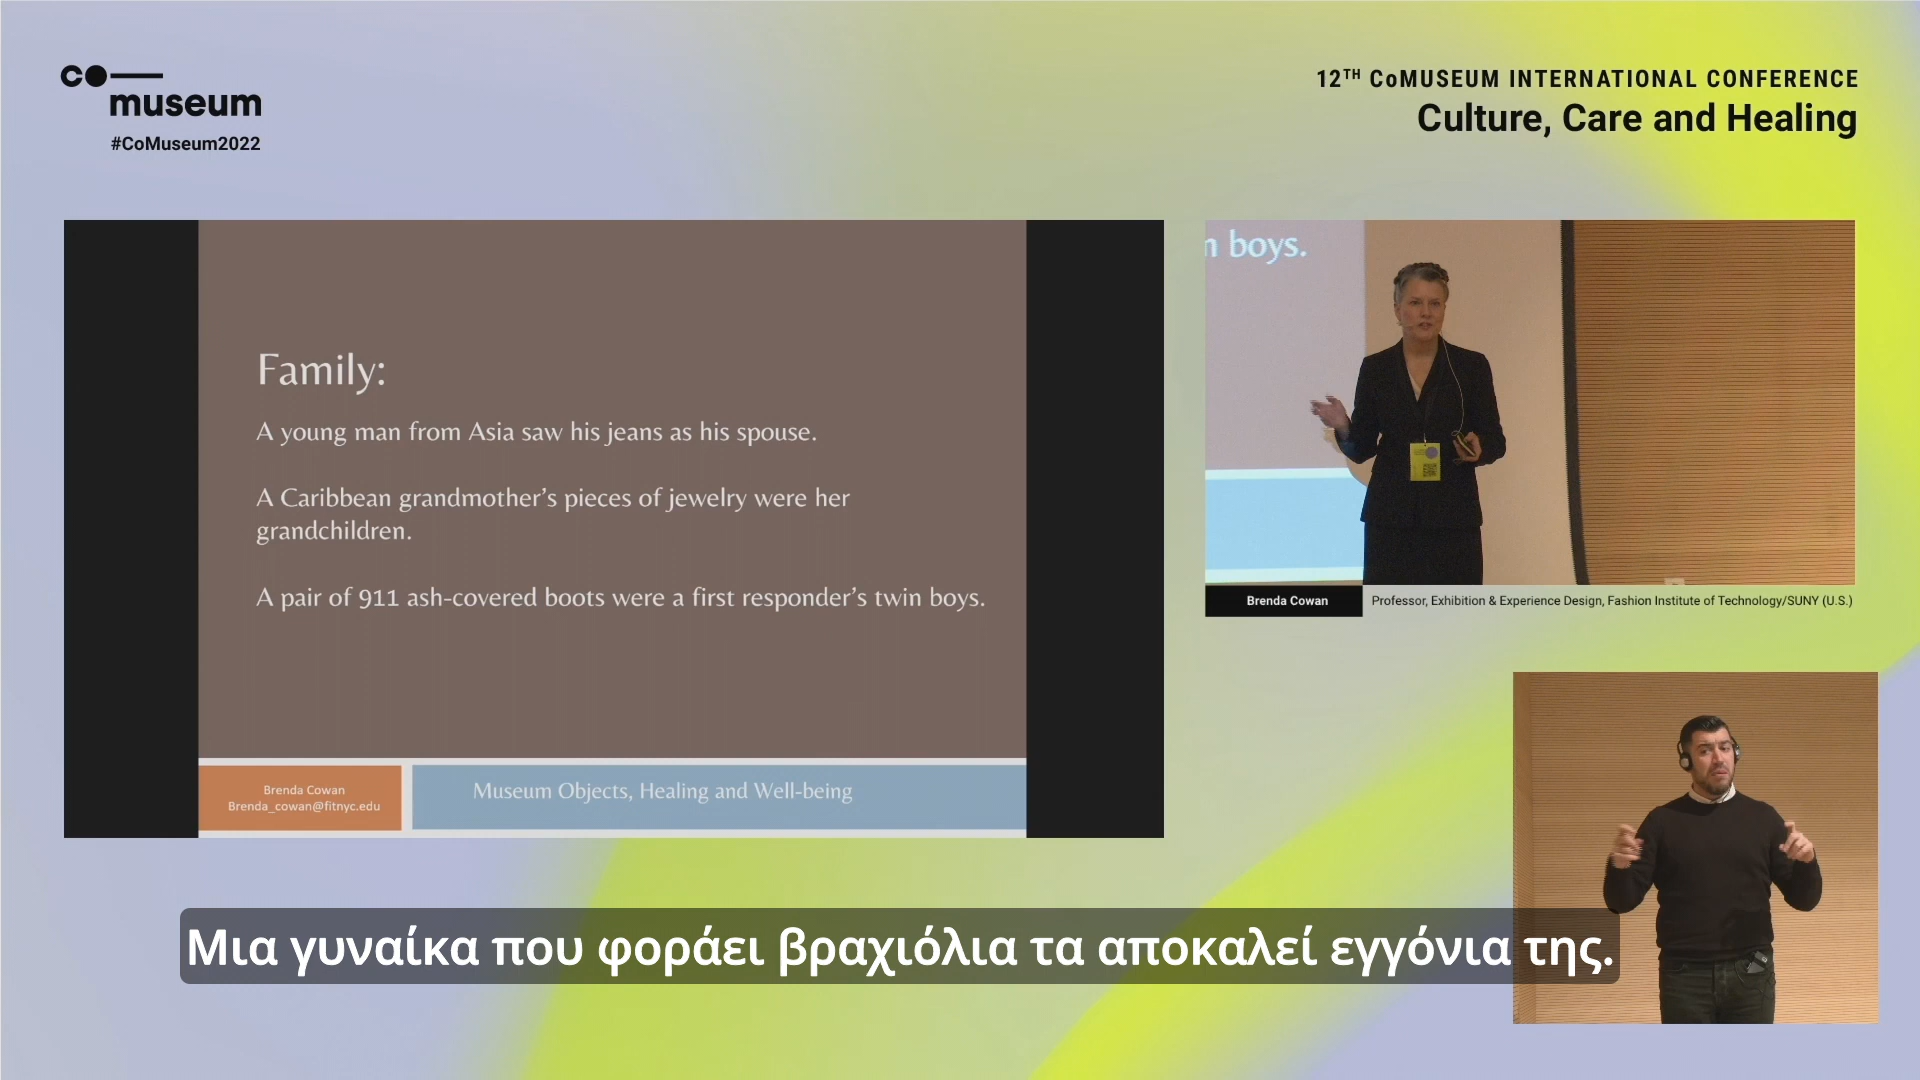 co
museum
#CoMuseum2022
12TH CoMUSEUM INTERNATIONAL CONFERENCE
Culture, Care and Healing
Family:
A young man from Asia saw his jeans as his spouse.
A Caribbean grandmother’s pieces of jewelry were her
grandchildren.
A pair of 911 ash-covered boots were a first responder’s twin boys.
Brenda Cowan
Brenda_cowan@fitnyc.edu
Museum Objects, Healing and Well-being
boys.
Brenda Cowan
Professor, Exhibition & Experience Design, Fashion Institute of Technology/SUNY (U.S.)
Μια γυναίκα που φοράει βραχιόλια τα αποκαλεί εγγόνια της.